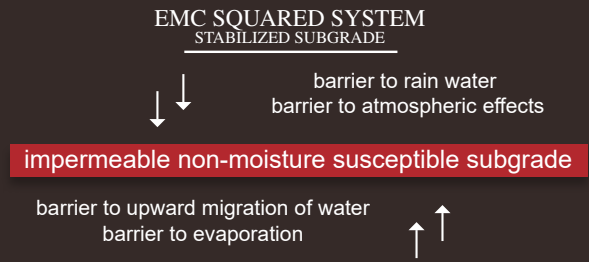 EMC SQUARED SYSTEM
STABILIZED SUBGRADE
barrier to rain water
barrier to atmospheric effects
impermeable non-moisture susceptible subgrade
barrier to upward migration of water
barrier to evaporation